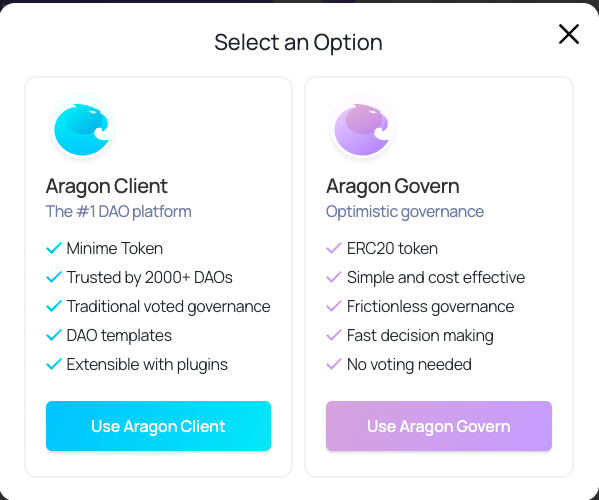 Select an Option
Aragon Client
The #1 DAO platform
Minime Token
Trusted by 2000+ DAOs
Traditional voted governance
DAO templates
Extensible with plugins
Use Aragon Client
Aragon Govern
Optimistic governance
ERC20 token
Simple and cost effective
Frictionless governance
Fast decision making
No voting needed
Use Aragon Govern